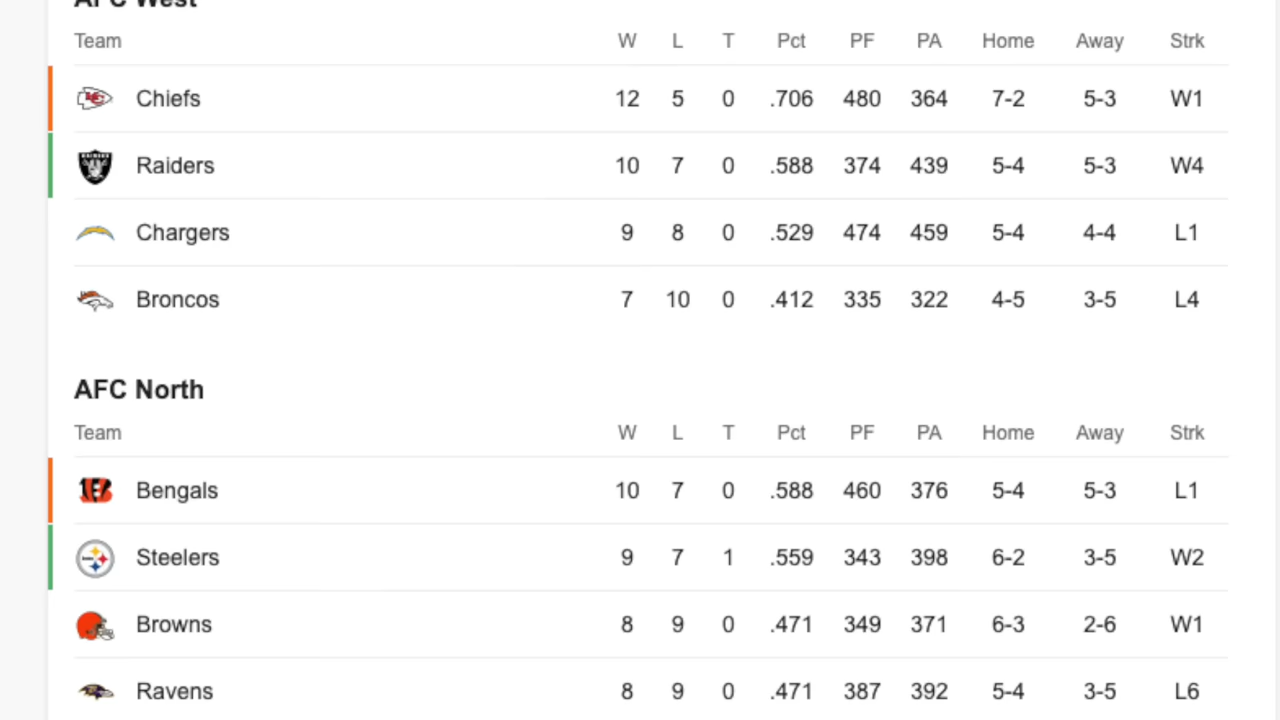 AFC West
Team W L T Pct PF PA Home Away Strk
Chiefs 12 5 0 .706 480 364 7-2 5-3 W1
Raiders 10 7 0 .588 374 439 5-4 5-3 W4
Chargers 9 8 0 .529 474 459 5-4 4-4 L1
Broncos 7 10 0 .412 335 322 4-5 3-5 L4
AFC North
Team W L T Pct PF PA Home Away Strk
Bengals 10 7 0 .588 460 376 5-4 5-3 L1
Steelers 9 7 1 .559 343 398 6-2 3-5 W2
Browns 8 9 0 .471 349 371 6-3 2-6 W1
Ravens 8 9 0 .471 387 392 5-4 3-5 L6